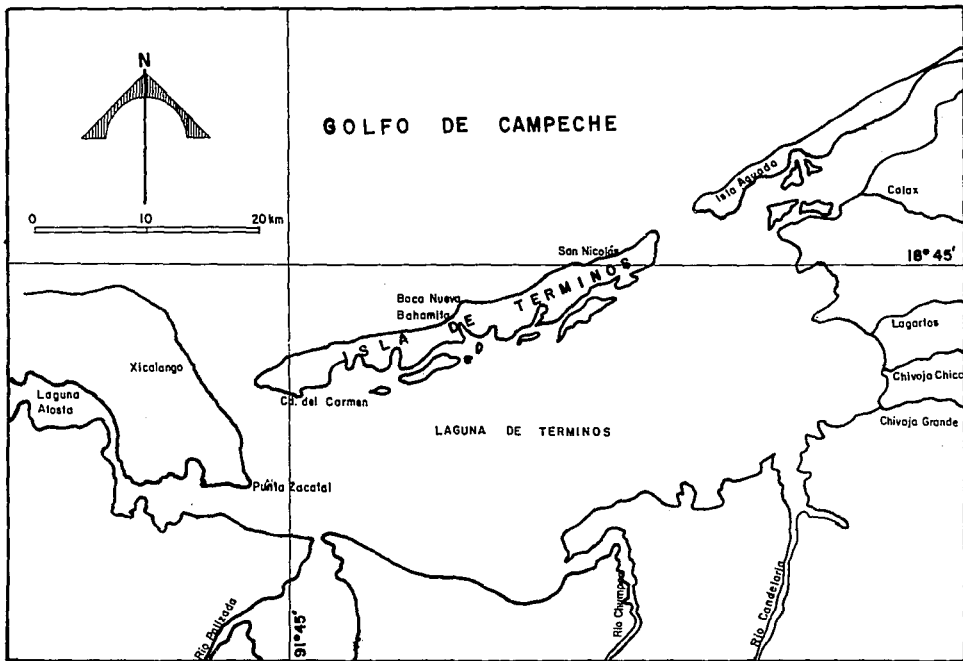 N
GOLFO DE CAMPECHE
0 10 20 km
Isla Aguada
Calax
San Nicolás
18° 45'
ISLA DE TERMINOS
Boca Nueva
Bahamita
Lagartos
Xicalango
Chivoja Chica
Laguna
Atasta
Cd. del Carmen
Chivoja Grande
LAGUNA DE TERMINOS
Punta Zacatal
Río Palizada
91° 45'
Río Chumpan
Río Candelaria